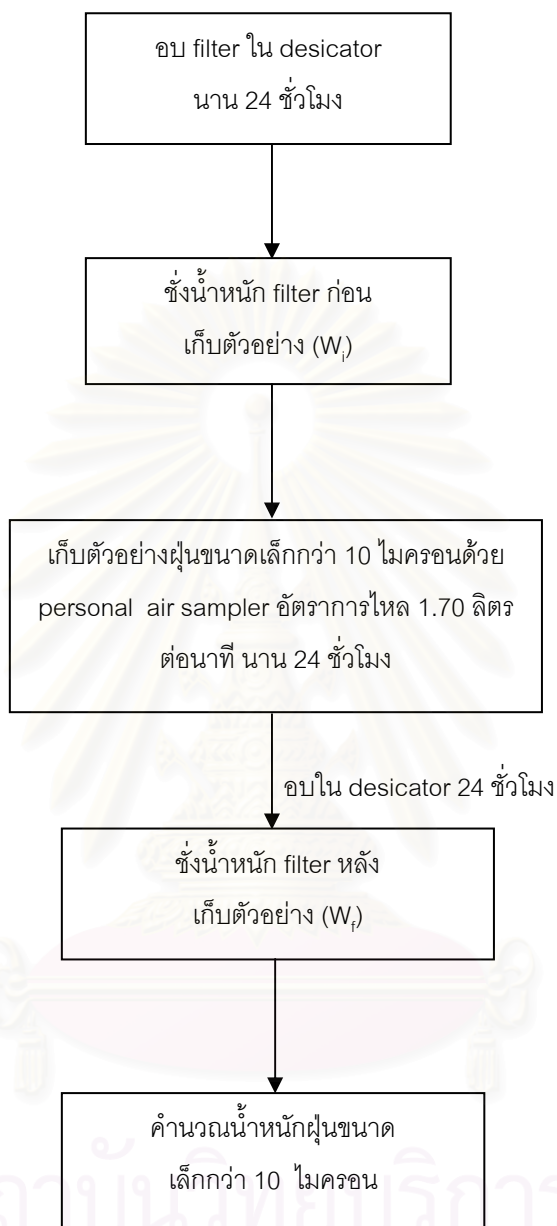 อบ filter ใน desicator
นาน 24 ชั่วโมง
ชั่งน้ำหนัก filter ก่อน
เก็บตัวอย่าง (Wᵢ)
เก็บตัวอย่างฝุ่นขนาดเล็กกว่า 10 ไมครอนด้วย
personal air sampler อัตราการไหล 1.70 ลิตร
ต่อนาที นาน 24 ชั่วโมง
อบใน desicator 24 ชั่วโมง
ชั่งน้ำหนัก filter หลัง
เก็บตัวอย่าง (W_f)
คำนวณน้ำหนักฝุ่นขนาด
เล็กกว่า 10 ไมครอน